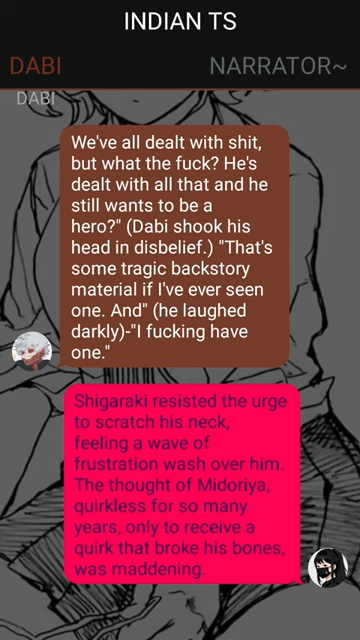 INDIAN TS
DABI NARRATOR~
DABI
We've all dealt with shit,
but what the fuck? He's
dealt with all that and he
still wants to be a
hero?" (Dabi shook his
head in disbelief.) "That's
some tragic backstory
material if I've ever seen
one. And" (he laughed
darkly)-"I fucking have
one."
Shigaraki resisted the urge
to scratch his neck,
feeling a wave of
frustration wash over him.
The thought of Midoriya,
quirkless for so many
years, only to receive a
quirk that broke his bones,
was maddening.